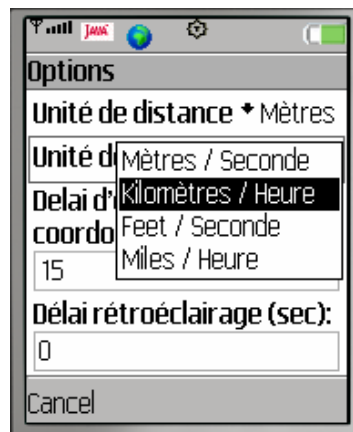 JAVA
Options
Unité de distance Mètres
Unité d
Mètres / Seconde
Kilomètres / Heure
Delai d'
Feet / Seconde
coordo
Miles / Heure
15
Délai rétroéclairage (sec):
0
Cancel